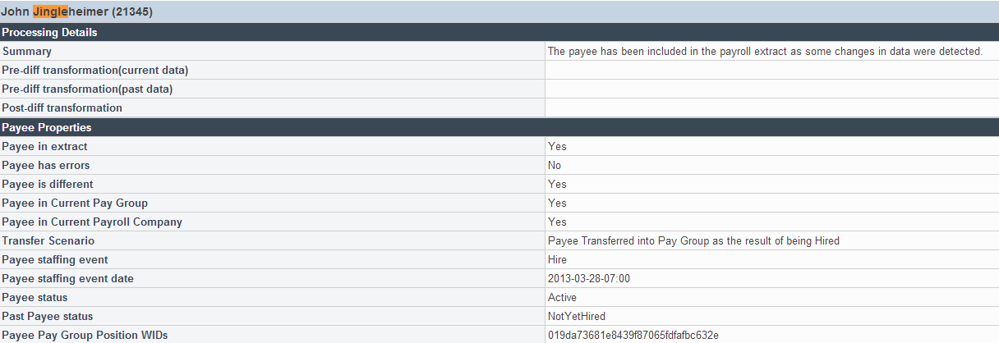 John Jingleheimer (21345)
Processing Details
Summary The payee has been included in the payroll extract as some changes in data were detected.
Pre-diff transformation(current data)
Pre-diff transformation(past data)
Post-diff transformation
Payee Properties
Payee in extract Yes
Payee has errors No
Payee is different Yes
Payee in Current Pay Group Yes
Payee in Current Payroll Company Yes
Transfer Scenario Payee Transferred into Pay Group as the result of being Hired
Payee staffing event Hire
Payee staffing event date 2013-03-28-07:00
Payee status Active
Past Payee status NotYetHired
Payee Pay Group Position WIDs 019da73681e8439f87065fdfafbc632e